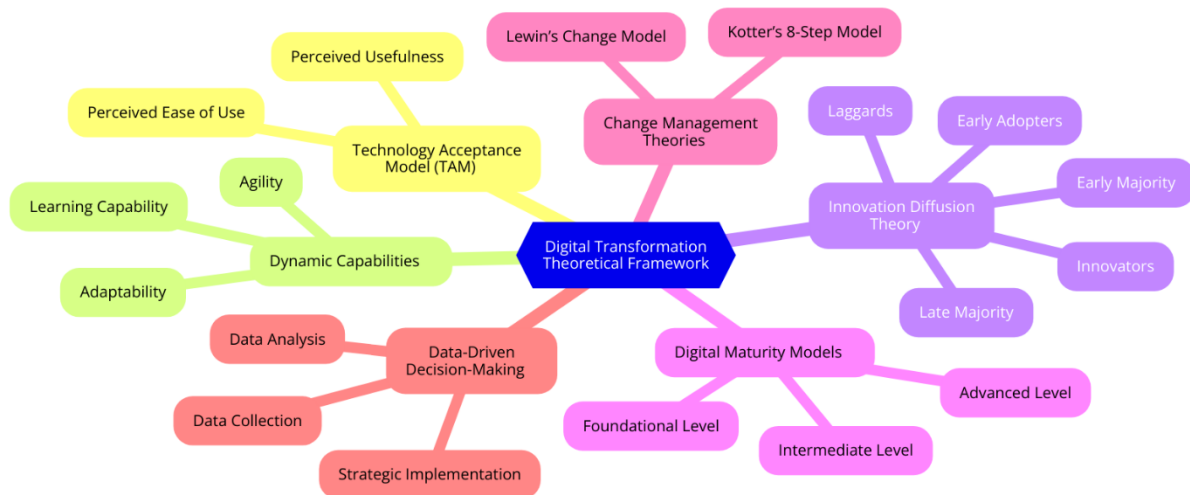 Lewin's Change Model
Kotter's 8-Step Model
Perceived Usefulness
Perceived Ease of Use
Technology Acceptance
Model (TAM)
Change Management
Theories
Laggards
Early Adopters
Early Majority
Innovation Diffusion
Theory
Innovators
Late Majority
Agility
Learning Capability
Dynamic Capabilities
Adaptability
Digital Transformation
Theoretical Framework
Data Analysis
Data-Driven
Decision-Making
Data Collection
Strategic Implementation
Digital Maturity Models
Advanced Level
Foundational Level
Intermediate Level